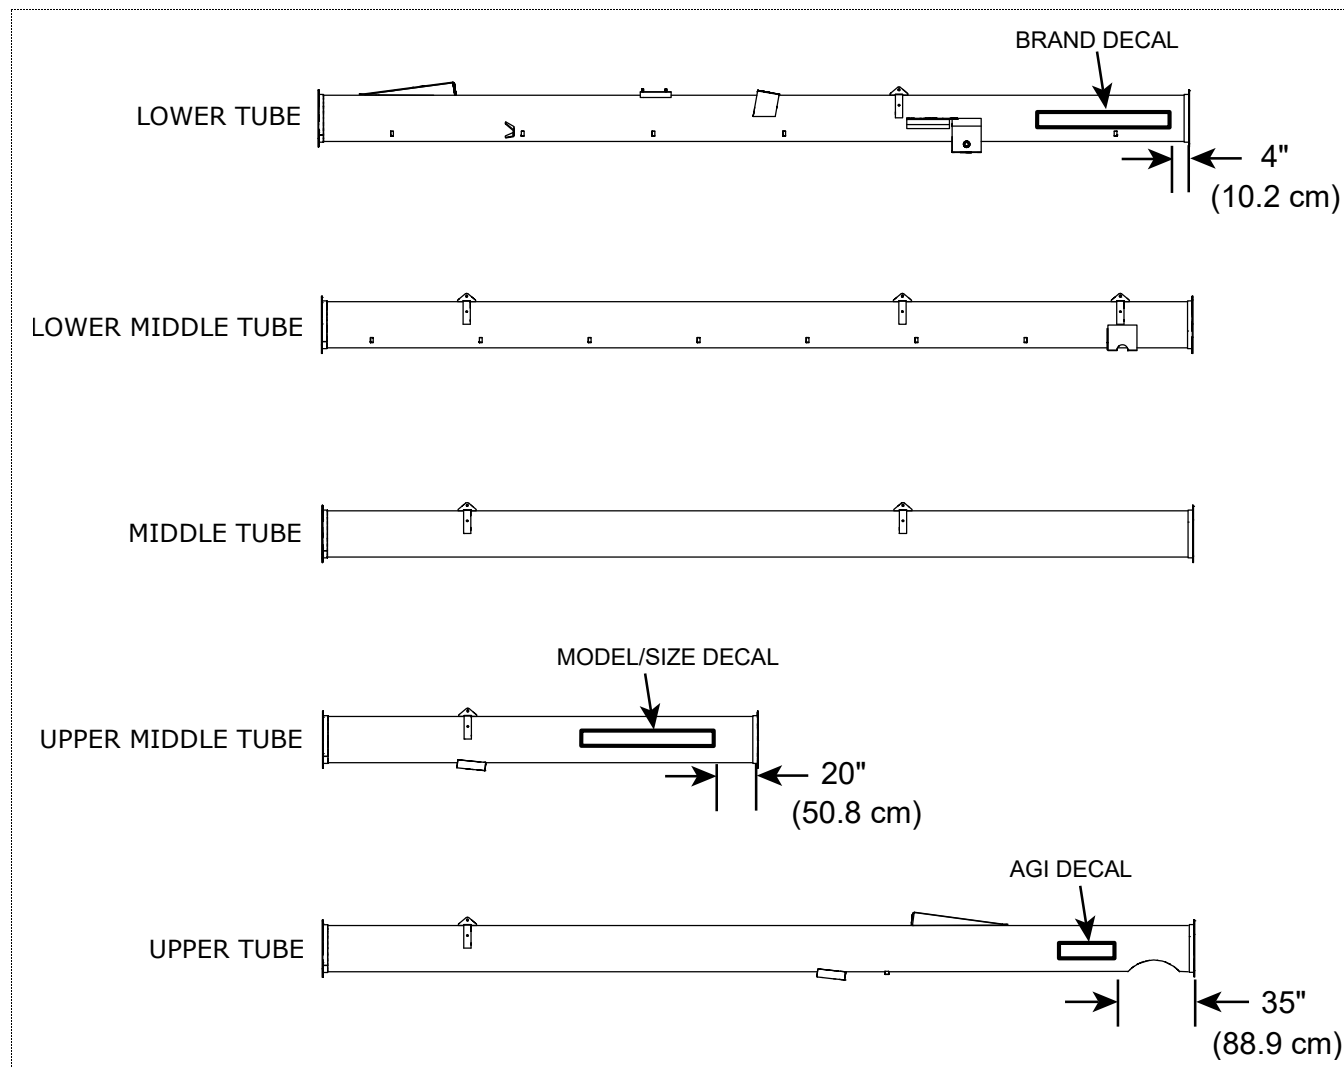 BRAND DECAL
LOWER TUBE
4"
(10.2 cm)
LOWER MIDDLE TUBE
MIDDLE TUBE
MODEL/SIZE DECAL
UPPER MIDDLE TUBE
20"
(50.8 cm)
AGI DECAL
UPPER TUBE
35"
(88.9 cm)